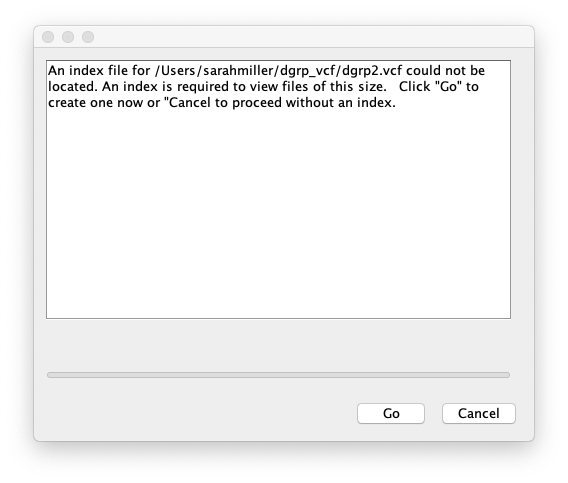 An index file for /Users/sarahmiller/dgrp_vcf/dgrp2.vcf could not be
located. An index is required to view files of this size.   Click "Go" to
create one now or "Cancel to proceed without an index.
Go
Cancel